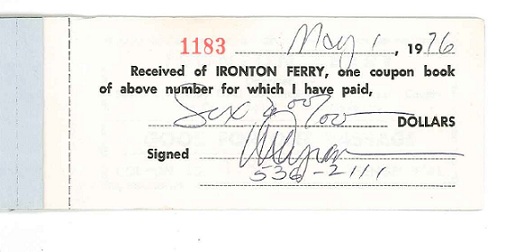 1183 May 1, 1976
Received of IRONTON FERRY, one coupon book
of above number for which I have paid,
00/100 DOLLARS
Signed
536-2111